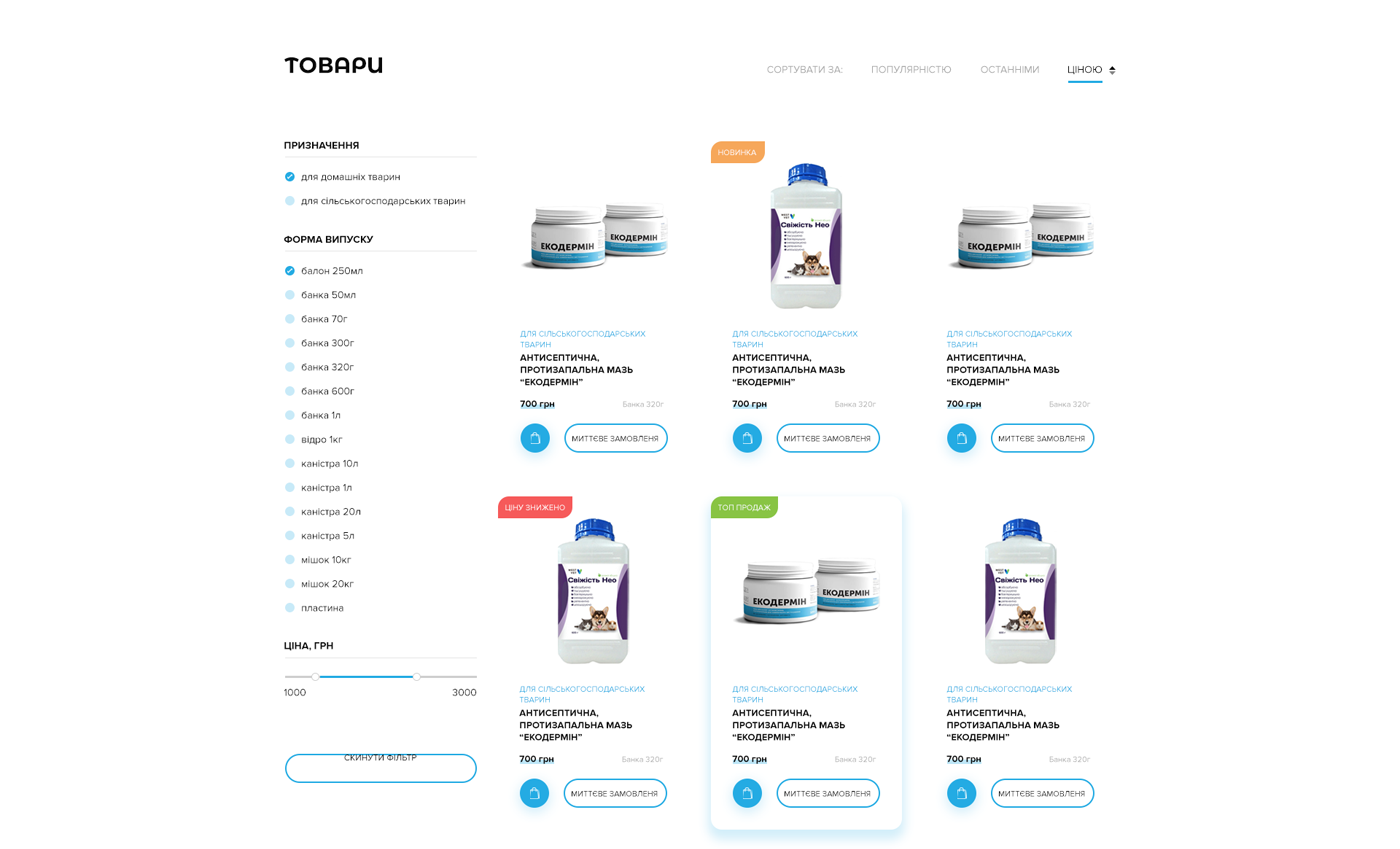 ТОВАРИ
СОРТУВАТИ ЗА: ПОПУЛЯРНІСТЮ ОСТАННІМИ ЦІНОЮ
ПРИЗНАЧЕННЯ
для домашніх тварин
для сільськогосподарських тварин
ФОРМА ВИПУСКУ
балон 250мл
банка 50мл
банка 70г
банка 300г
банка 320г
банка 600г
банка 1л
відро 1кг
каністра 10л
каністра 1л
каністра 20л
каністра 5л
мішок 10кг
мішок 20кг
пластина
ЦІНА, ГРН
1000 3000
СКИНУТИ ФІЛЬТР
ЕКОДЕРМІН
ЕКОДЕРМІН
ДЛЯ СІЛЬСЬКОГОСПОДАРСЬКИХ
ТВАРИН
АНТИСЕПТИЧНА,
ПРОТИЗАПАЛЬНА МАЗЬ
“ЕКОДЕРМІН”
700 грн Банка 320г
МИТТЄВЕ ЗАМОВЛЕНЯ
НОВИНКА
Свіжість Нео
ДЛЯ СІЛЬСЬКОГОСПОДАРСЬКИХ
ТВАРИН
АНТИСЕПТИЧНА,
ПРОТИЗАПАЛЬНА МАЗЬ
“ЕКОДЕРМІН”
700 грн Банка 320г
МИТТЄВЕ ЗАМОВЛЕНЯ
ЕКОДЕРМІН
ЕКОДЕРМІН
ДЛЯ СІЛЬСЬКОГОСПОДАРСЬКИХ
ТВАРИН
АНТИСЕПТИЧНА,
ПРОТИЗАПАЛЬНА МАЗЬ
“ЕКОДЕРМІН”
700 грн Банка 320г
МИТТЄВЕ ЗАМОВЛЕНЯ
ЦІНУ ЗНИЖЕНО
Свіжість Нео
ДЛЯ СІЛЬСЬКОГОСПОДАРСЬКИХ
ТВАРИН
АНТИСЕПТИЧНА,
ПРОТИЗАПАЛЬНА МАЗЬ
“ЕКОДЕРМІН”
700 грн Банка 320г
МИТТЄВЕ ЗАМОВЛЕНЯ
ТОП ПРОДАЖ
ЕКОДЕРМІН
ЕКОДЕРМІН
ДЛЯ СІЛЬСЬКОГОСПОДАРСЬКИХ
ТВАРИН
АНТИСЕПТИЧНА,
ПРОТИЗАПАЛЬНА МАЗЬ
“ЕКОДЕРМІН”
700 грн Банка 320г
МИТТЄВЕ ЗАМОВЛЕНЯ
Свіжість Нео
ДЛЯ СІЛЬСЬКОГОСПОДАРСЬКИХ
ТВАРИН
АНТИСЕПТИЧНА,
ПРОТИЗАПАЛЬНА МАЗЬ
“ЕКОДЕРМІН”
700 грн Банка 320г
МИТТЄВЕ ЗАМОВЛЕНЯ